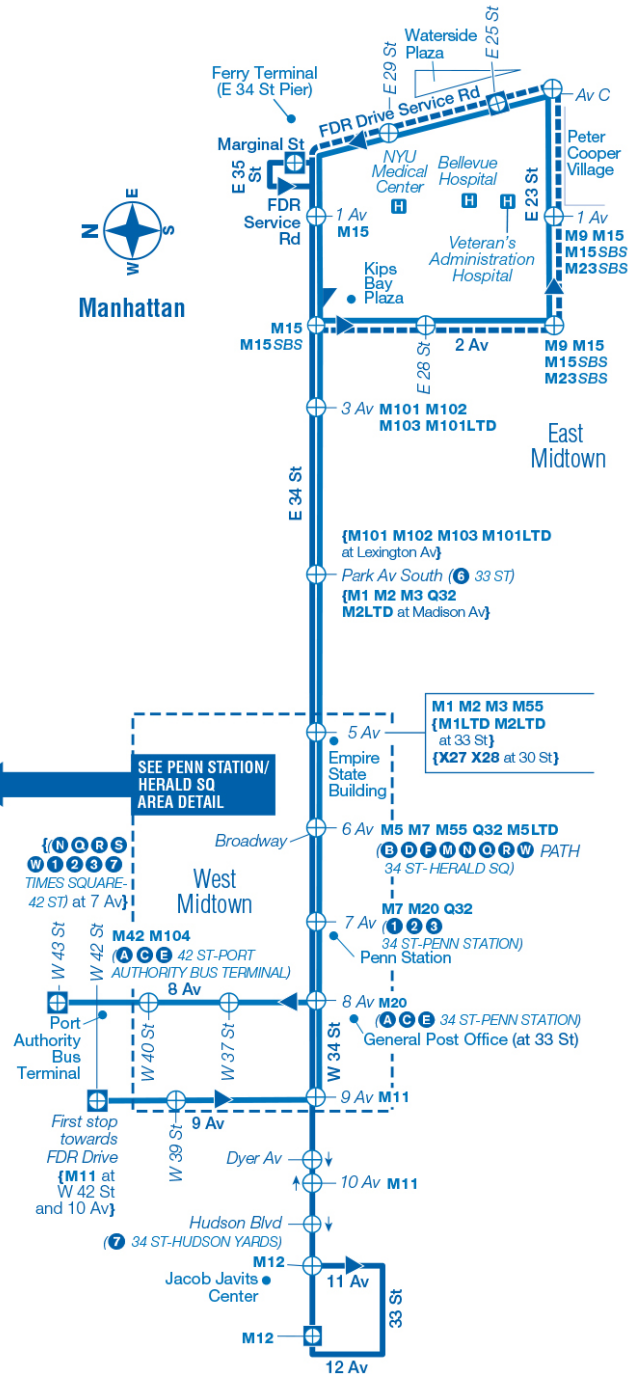 Waterside
Plaza
E 29 St
E 25 St
Ferry Terminal
(E 34 St Pier)
FDR Drive Service Rd
Av C
Marginal St
E 35
St
FDR
Service
Rd
NYU
Medical
Center
H
Bellevue
Hospital
H
H
Veteran's
Administration
Hospital
E 23 St
Peter
Cooper
Village
1 Av
M15
1 Av
M9 M15
M15SBS
M23SBS
N
E
S
W
Manhattan
Kips
Bay
Plaza
M15
M15SBS
E 28 St
2 Av
M9 M15
M15SBS
M23SBS
3 Av M101 M102
M103 M101LTD
East
Midtown
E 34 St
{M101 M102 M103 M101LTD
at Lexington Av}
Park Av South (6 33 ST)
{M1 M2 M3 Q32
M2LTD at Madison Av}
5 Av
M1 M2 M3 M55
{M1LTD M2LTD
at 33 St}
{X27 X28 at 30 St}
Empire
State
Building
SEE PENN STATION/
HERALD SQ
AREA DETAIL
Broadway
6 Av M5 M7 M55 Q32 M5LTD
(B D F M N Q R W PATH
34 ST-HERALD SQ)
{(N Q R S
W 1 2 3 7
TIMES SQUARE-
42 ST) at 7 Av}
West
Midtown
7 Av M7 M20 Q32
(1 2 3
34 ST-PENN STATION)
Penn Station
W 43 St
W 42 St
M42 M104
(A C E 42 ST-PORT
AUTHORITY BUS TERMINAL)
8 Av
8 Av M20
(A C E 34 ST-PENN STATION)
General Post Office (at 33 St)
Port
Authority
Bus
Terminal
W 40 St
W 37 St
W 34 St
9 Av M11
First stop
towards
FDR Drive
{M11 at
W 42 St
and 10 Av}
W 39 St
9 Av
Dyer Av
10 Av M11
Hudson Blvd
(7 34 ST-HUDSON YARDS)
M12
11 Av
Jacob Javits
Center
33 St
M12
12 Av